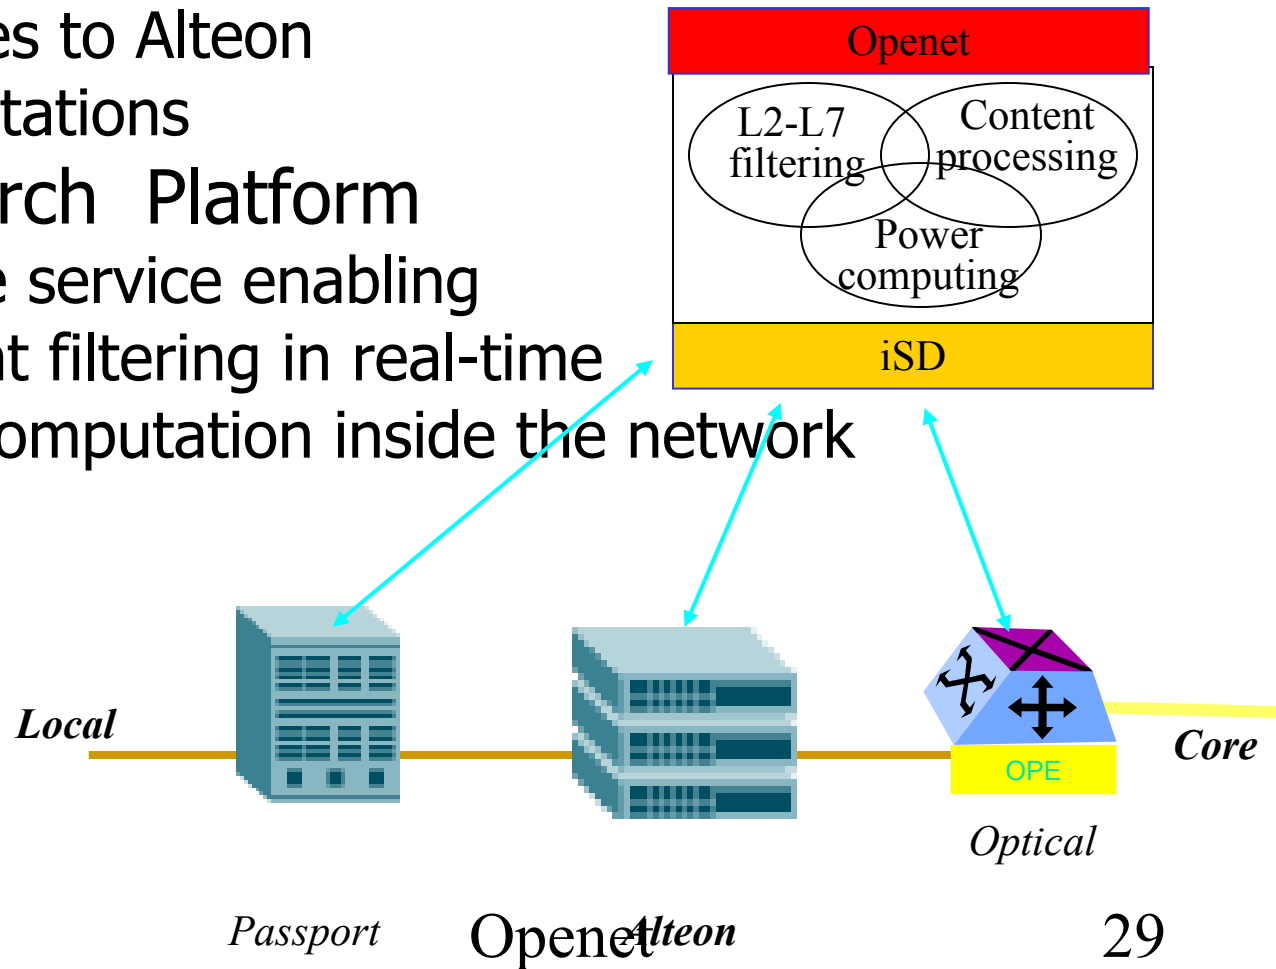 es to Alteon
tations
rch Platform
e service enabling
t filtering in real-time
omputation inside the network
Openet
L2-L7
filtering
Content
processing
Power
computing
iSD
Local
Core
OPE
Optical
Passport
Alteon
Openet
29